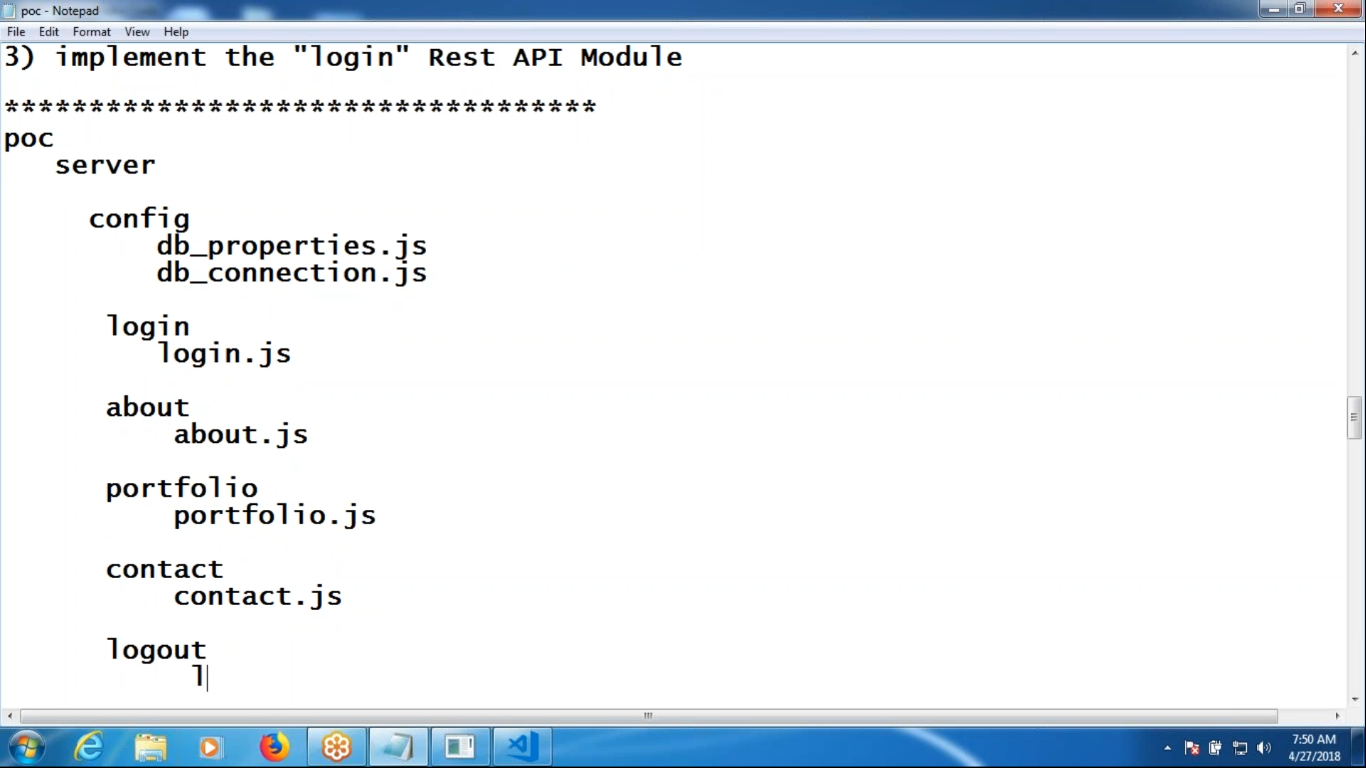 poc - Notepad
File Edit Format View Help
3) implement the "login" Rest API Module
***********************************
poc
server
config
db_properties.js
db_connection.js
login
login.js
about
about.js
portfolio
portfolio.js
contact
contact.js
logout
l
7:50 AM
4/27/2018